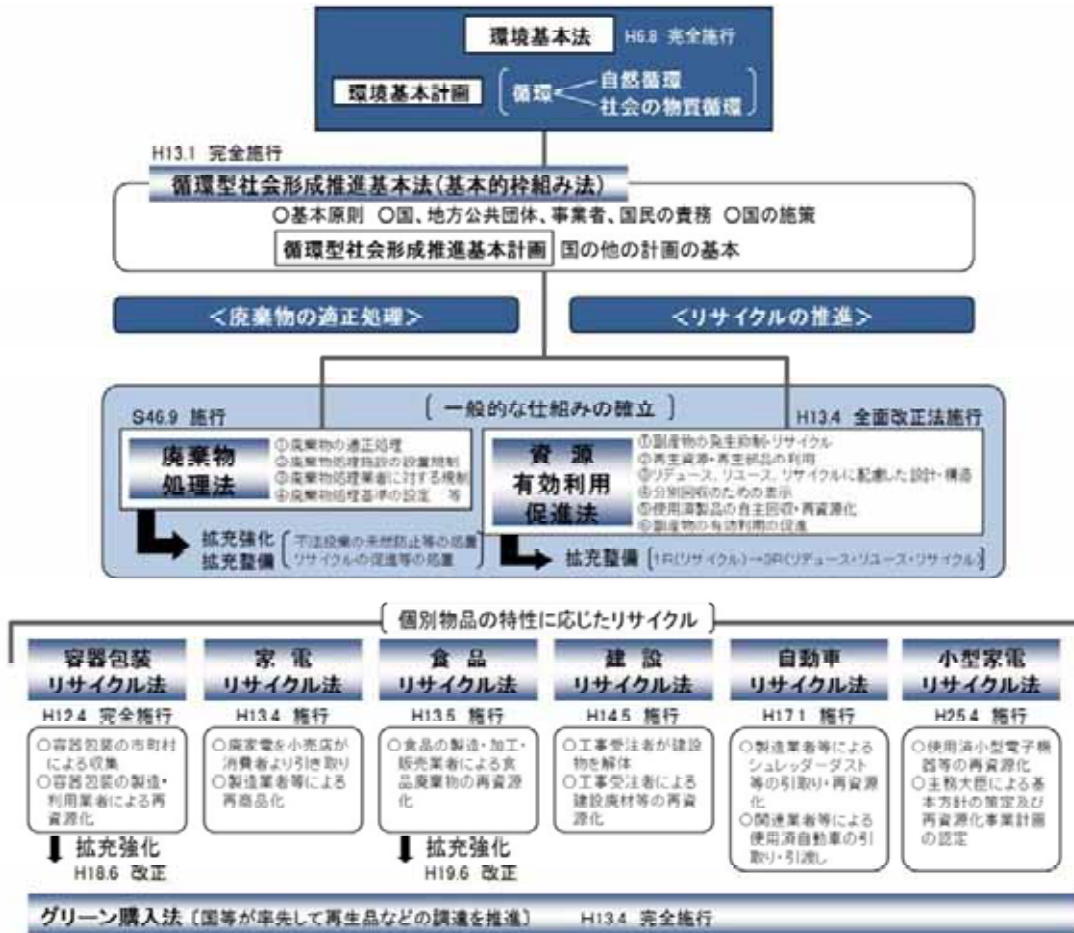 環境基本法 H6.8 完全施行
環境基本計画 循環 自然循環
社会の物質循環
H13.1 完全施行
循環型社会形成推進基本法(基本的枠組み法)
○基本原則 ○国、地方公共団体、事業者、国民の責務 ○国の施策
循環型社会形成推進基本計画 国の他の計画の基本
<廃棄物の適正処理>
<リサイクルの推進>
〔 一般的な仕組みの確立 〕
S46.9 施行
廃棄物
処理法
①廃棄物の適正処理
②廃棄物処理施設の設置規制
③廃棄物処理業者に対する規制
④廃棄物処理基準の設定 等
拡充強化
拡充整備
不法投棄の未然防止等の処置
リサイクルの促進等の処置
H13.4 全面改正法施行
資源
有効利用
促進法
①副産物の発生抑制・リサイクル
②再生資源・再生部品の利用
③リデュース、リユース、リサイクルに配慮した設計・構造
④分別回収のための表示
⑤使用済製品の自主回収・再資源化
⑥副産物の有効利用の促進
拡充整備 [1R(リサイクル)→3R(リデュース・リユース・リサイクル)]
〔個別物品の特性に応じたリサイクル〕
容器包装
リサイクル法
H12.4 完全施行
○容器包装の市町村
による収集
○容器包装の製造・
利用業者による再
資源化
拡充強化
H18.6 改正
家電
リサイクル法
H13.4 施行
○廃家電を小売店が
消費者より引き取り
○製造業者等による
再商品化
食品
リサイクル法
H13.5 施行
○食品の製造・加工・
販売業者による食
品廃棄物の再資源
化
拡充強化
H19.6 改正
建設
リサイクル法
H14.5 施行
○工事受注者が建設
物を解体
○工事受注者による
建設廃材等の再資
源化
自動車
リサイクル法
H17.1 施行
○製造業者等による
シュレッダーダスト
等の引取り・再資源
化
○関連業者等による
使用済自動車の引
取り・引渡し
小型家電
リサイクル法
H25.4 施行
○使用済小型電子機
器等の再資源化
○主務大臣による基
本方針の策定及び
再資源化事業計画
の認定
グリーン購入法〔国等が率先して再生品などの調達を推進〕 H13.4 完全施行